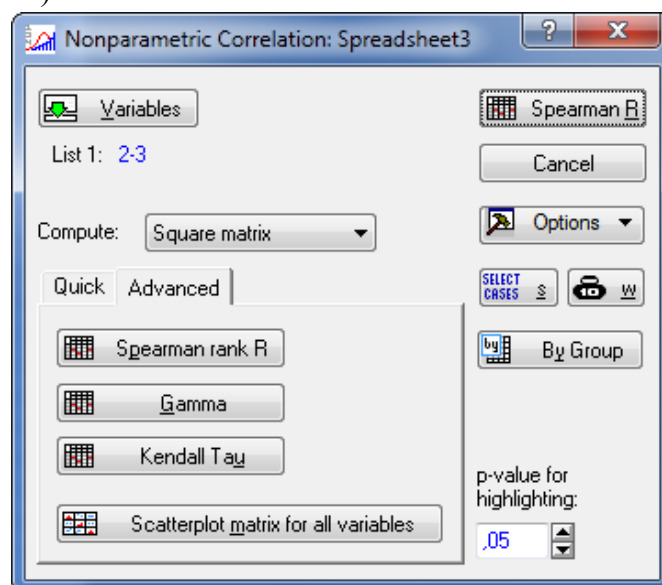 )
Nonparametric Correlation: Spreadsheet3
?
x
Variables
Spearman R
List 1: 2-3
Cancel
Compute: Square matrix
Options
Quick
Advanced
SELECT CASES S
W
Spearman rank R
by
By Group
Gamma
Kendall Tau
p-value for
highlighting:
Scatterplot matrix for all variables
,05